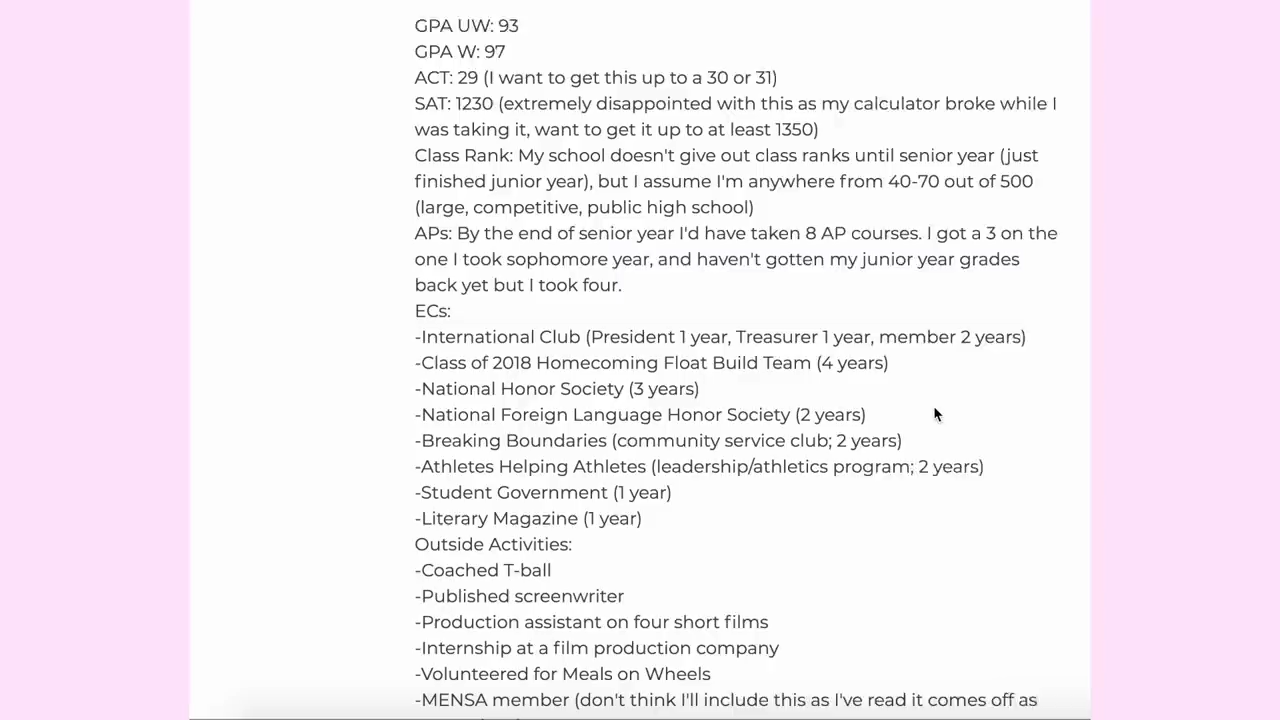 GPA UW: 93
GPA W: 97
ACT: 29 (I want to get this up to a 30 or 31)
SAT: 1230 (extremely disappointed with this as my calculator broke while I
was taking it, want to get it up to at least 1350)
Class Rank: My school doesn't give out class ranks until senior year (just
finished junior year), but I assume I'm anywhere from 40-70 out of 500
(large, competitive, public high school)
APs: By the end of senior year I'd have taken 8 AP courses. I got a 3 on the
one I took sophomore year, and haven't gotten my junior year grades
back yet but I took four.
ECs:
-International Club (President 1 year, Treasurer 1 year, member 2 years)
-Class of 2018 Homecoming Float Build Team (4 years)
-National Honor Society (3 years)
-National Foreign Language Honor Society (2 years)
-Breaking Boundaries (community service club; 2 years)
-Athletes Helping Athletes (leadership/athletics program; 2 years)
-Student Government (1 year)
-Literary Magazine (1 year)
Outside Activities:
-Coached T-ball
-Published screenwriter
-Production assistant on four short films
-Internship at a film production company
-Volunteered for Meals on Wheels
-MENSA member (don't think I'll include this as I've read it comes off as